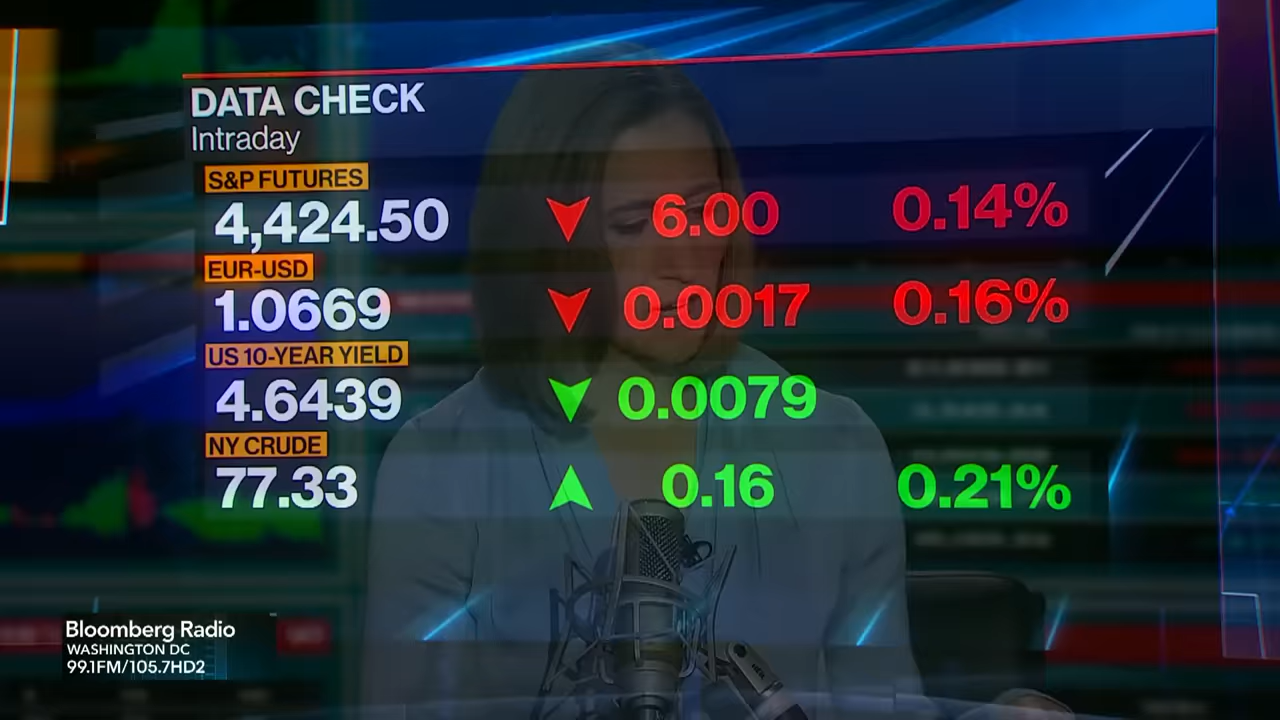 DATA CHECK
Intraday
S&P FUTURES
4,424.50 6.00 0.14%
EUR-USD
1.0669 0.0017 0.16%
US 10-YEAR YIELD
4.6439 0.0079
NY CRUDE
77.33 0.16 0.21%
Bloomberg Radio
WASHINGTON DC
99.1FM/105.7HD2